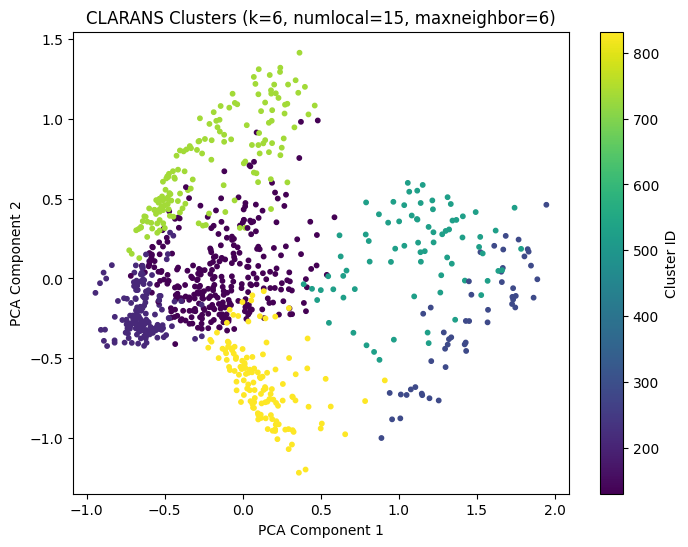 CLARANS Clusters (k=6, numlocal=15, maxneighbor=6)
1.5
1.0
0.5
0.0
−0.5
−1.0
PCA Component 2
−1.0 −0.5 0.0 0.5 1.0 1.5 2.0
PCA Component 1
800
700
600
500
400
300
200
Cluster ID